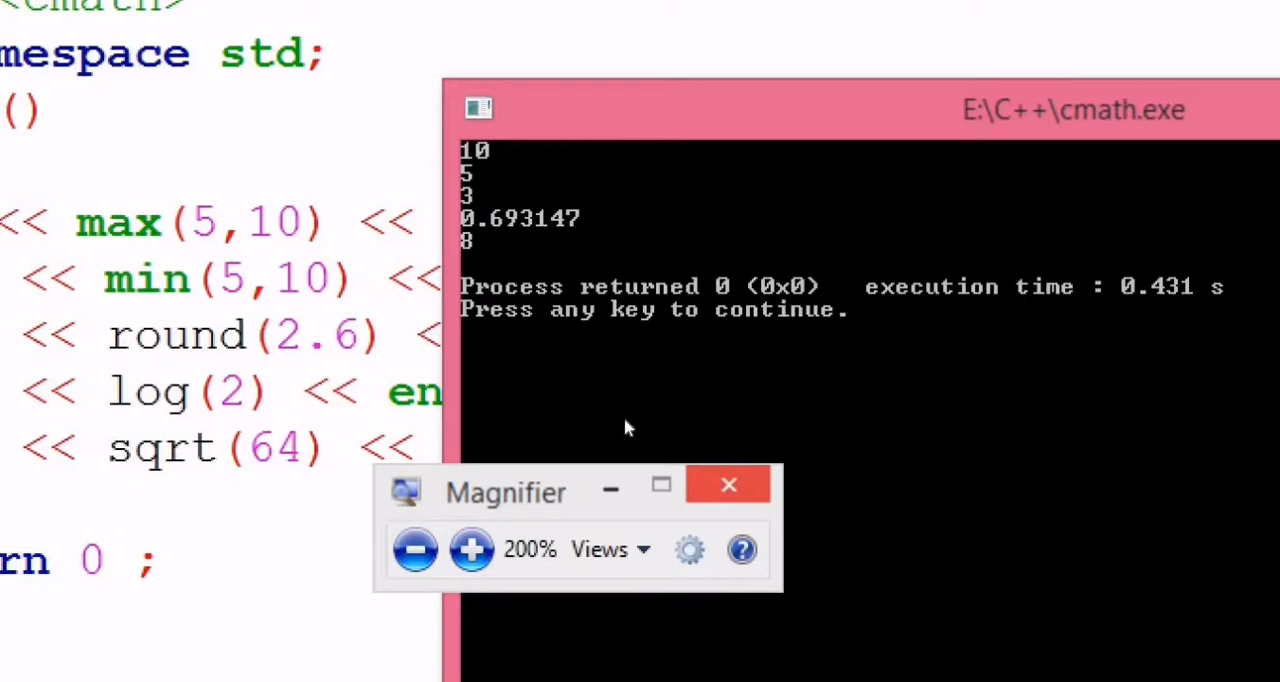 <Cmath>
mespace std;
()
<< max(5,10) <<
<< min(5,10) <<
<< round(2.6) <
<< log(2) << en
<< sqrt(64) <<
rn 0 ;
E:\C++\cmath.exe
10
5
3
0.693147
8
Process returned 0 (0x0) execution time : 0.431 s
Press any key to continue.
Magnifier
200% Views